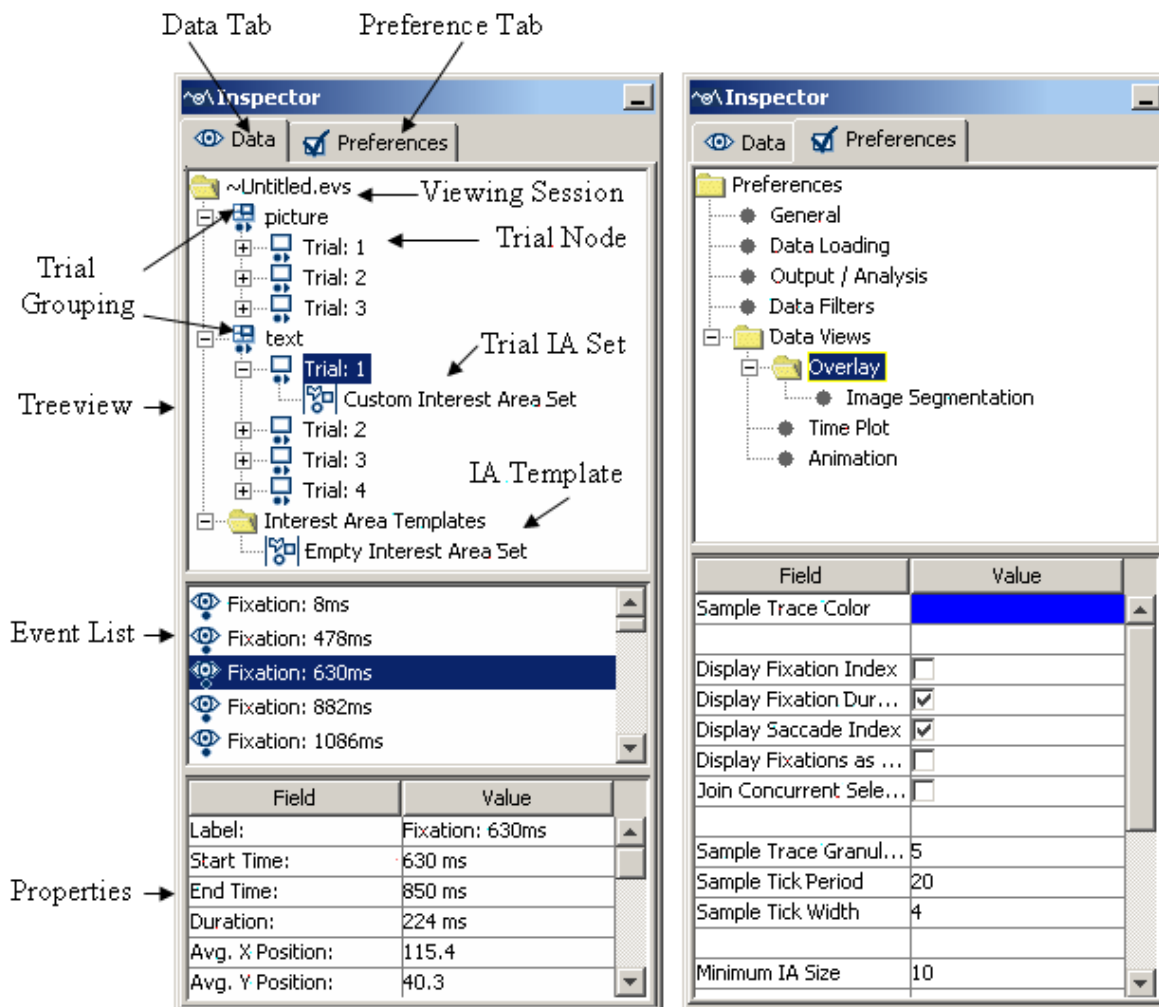 Data Tab
Preference Tab
Inspector
Data
Preferences
~Untitled.evs
Viewing Session
picture
Trial: 1
Trial Node
Trial: 2
Trial: 3
Trial
Grouping
text
Trial IA Set
Trial: 1
Custom Interest Area Set
Treeview
Trial: 2
Trial: 3
Trial: 4
IA Template
Interest Area Templates
Empty Interest Area Set
Event List
Fixation: 8ms
Fixation: 478ms
Fixation: 630ms
Fixation: 882ms
Fixation: 1086ms
Properties
Field Value
Label: Fixation: 630ms
Start Time: 630 ms
End Time: 850 ms
Duration: 224 ms
Avg. X Position: 115.4
Avg. Y Position: 40.3
Inspector
Data
Preferences
Preferences
General
Data Loading
Output / Analysis
Data Filters
Data Views
Overlay
Image Segmentation
Time Plot
Animation
Field Value
Sample Trace Color
Display Fixation Index
Display Fixation Dur...
Display Saccade Index
Display Fixations as ...
Join Concurrent Sele...
Sample Trace Granul... 5
Sample Tick Period 20
Sample Tick Width 4
Minimum IA Size 10